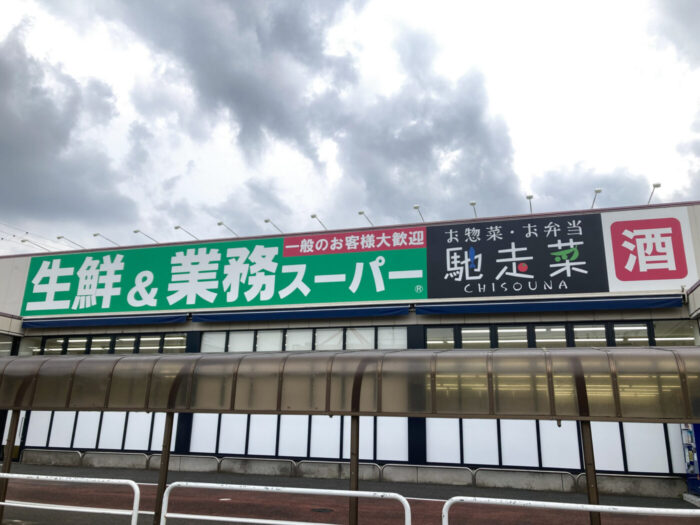 生鮮&業務スーパー®
一般のお客様大歓迎
お惣菜・お弁当
馳走菜
CHISOUNA
酒